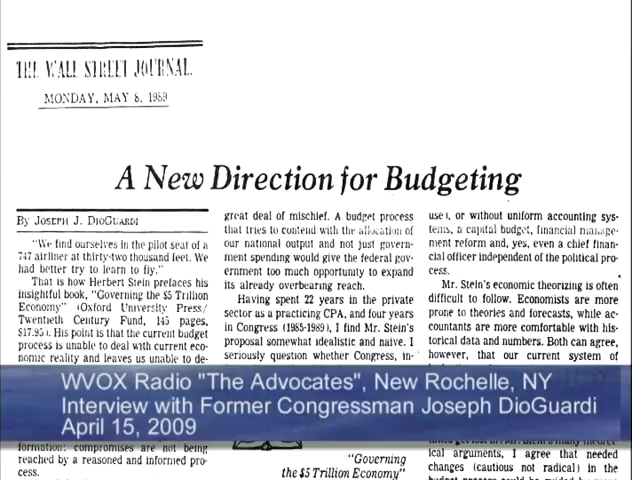 THE WALL STREET JOURNAL.
MONDAY, MAY 8, 1989
A New Direction for Budgeting
By JOSEPH J. DIOGUARDI
"We find ourselves in the pilot seat of a
747 airliner at thirty-two thousand feet. We
had better try to learn to fly."
That is how Herbert Stein prefaces his
insightful book, "Governing the $5 Trillion
Economy" (Oxford University Press/
Twentieth Century Fund, 145 pages,
$17.95). His point is that the current budget
process is unable to deal with current eco-
nomic reality and leaves us unable to de-
formation: compromises are not being
reached by a reasoned and informed pro-
cess.
great deal of mischief. A budget process
that tries to contend with the allocation of
our national output and not just govern-
ment spending would give the federal gov-
ernment too much opportunity to expand
its already overbearing reach.
Having spent 22 years in the private
sector as a practicing CPA, and four years
in Congress (1985-1989), I find Mr. Stein's
proposal somewhat idealistic and naive. I
seriously question whether Congress, in-
"Governing
the $5 Trillion Economy"
use), or without uniform accounting sys-
tems, a capital budget, financial manage-
ment reform and, yes, even a chief finan-
cial officer independent of the political pro-
cess.
Mr. Stein's economic theorizing is often
difficult to follow. Economists are more
prone to theories and forecasts, while ac-
countants are more comfortable with his-
torical data and numbers. Both can agree,
however, that our current system of
ical arguments, I agree that needed
changes (cautious not radical) in the
WVOX Radio "The Advocates", New Rochelle, NY
Interview with Former Congressman Joseph DioGuardi
April 15, 2009